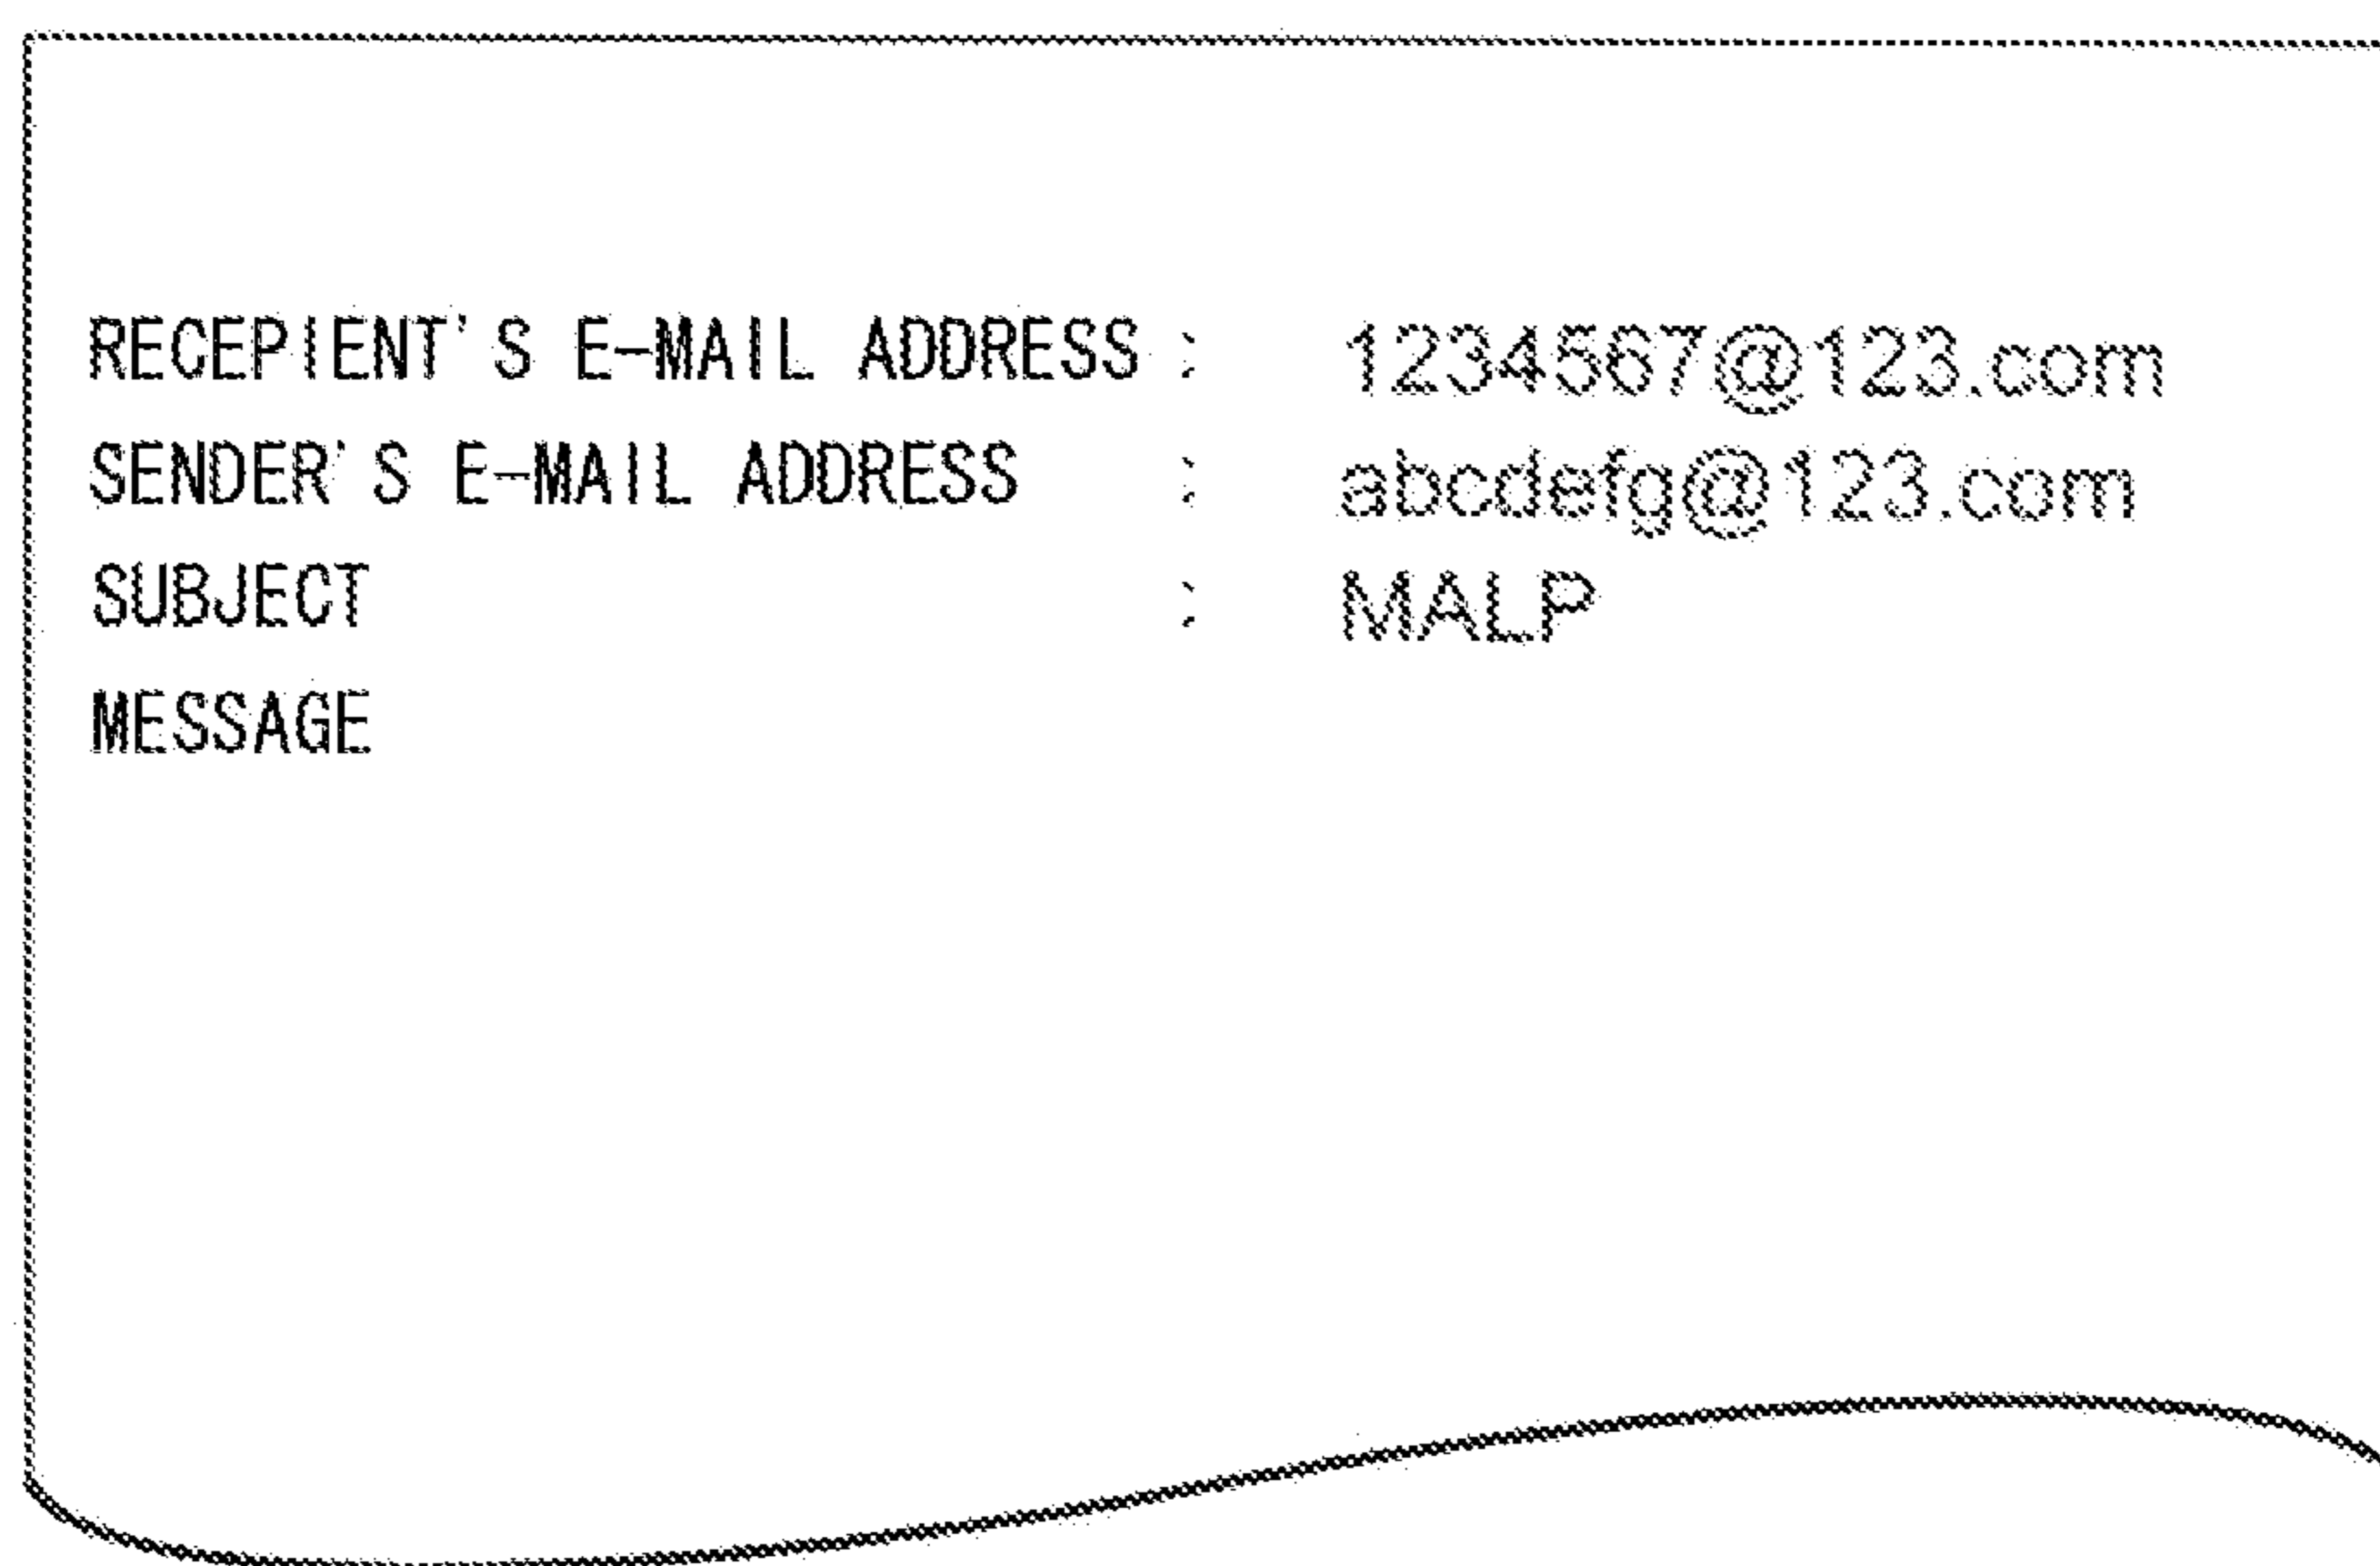 RECEPIENT'S E-MAIL ADDRESS : 1234567@123.com
SENDER'S E-MAIL ADDRESS : abcdefg@123.com
SUBJECT : MALP
MESSAGE